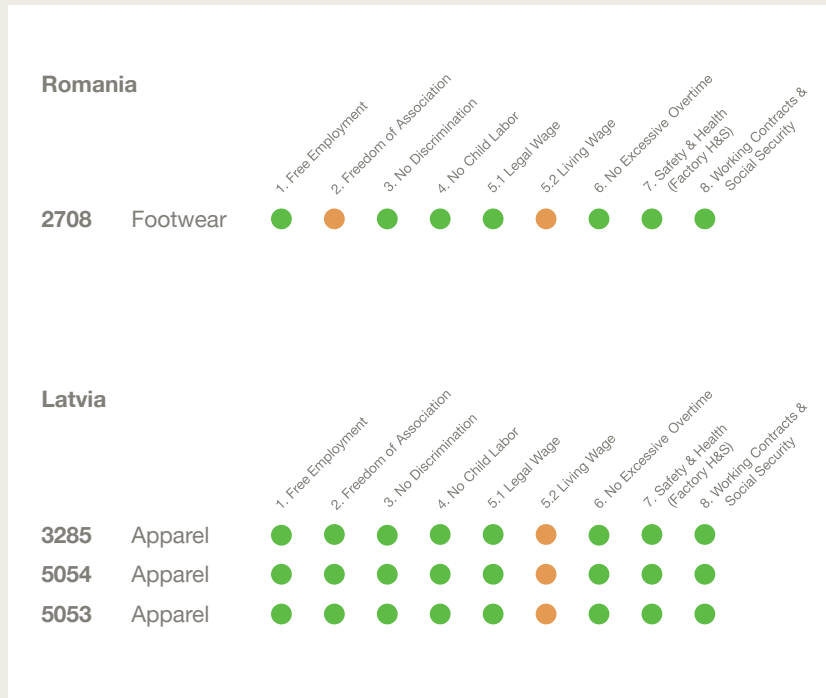 Romania
1. Free Employment
2. Freedom of Association
3. No Discrimination
4. No Child Labor
5.1 Legal Wage
5.2 Living Wage
6. No Excessive Overtime
7. Safety & Health
(Factory H&S)
8. Working Contracts &
Social Security
2708 Footwear
Latvia
1. Free Employment
2. Freedom of Association
3. No Discrimination
4. No Child Labor
5.1 Legal Wage
5.2 Living Wage
6. No Excessive Overtime
7. Safety & Health
(Factory H&S)
8. Working Contracts &
Social Security
3285 Apparel
5054 Apparel
5053 Apparel